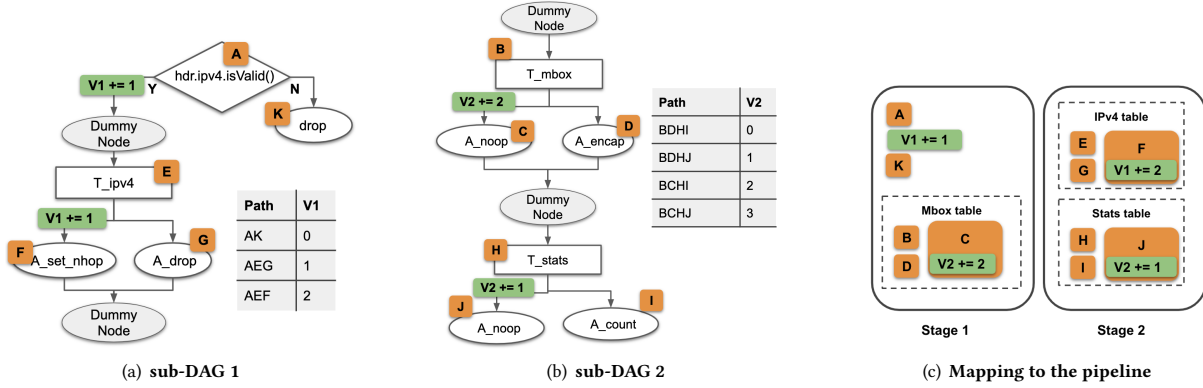 A
hdr.ipv4.isValid()
V1 += 1
Y
N
K
drop
Dummy
Node
E
T_ipv4
V1 += 1
F
A_set_nhop
G
A_drop
Dummy
Node
Path V1
AK 0
AEG 1
AEF 2
(a) sub-DAG 1
Dummy
Node
B
T_mbox
V2 += 2
C
A_noop
D
A_encap
Dummy
Node
H
T_stats
V2 += 1
J
A_noop
I
A_count
Path V2
BDHI 0
BDHJ 1
BCHI 2
BCHJ 3
(b) sub-DAG 2
A
V1 += 1
K
Mbox table
B
C
D
V2 += 2
Stage 1
IPv4 table
E
F
G
V1 += 2
Stats table
H
J
I
V2 += 1
Stage 2
(c) Mapping to the pipeline